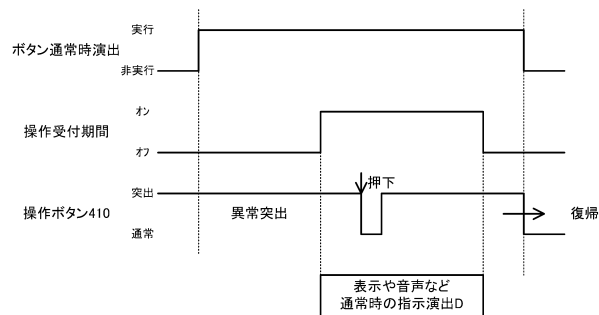 実行
ボタン通常時演出
非実行
オン
操作受付期間
オフ
突出
押下
操作ボタン410
異常突出
復帰
通常
表示や音声など
通常時の指示演出D